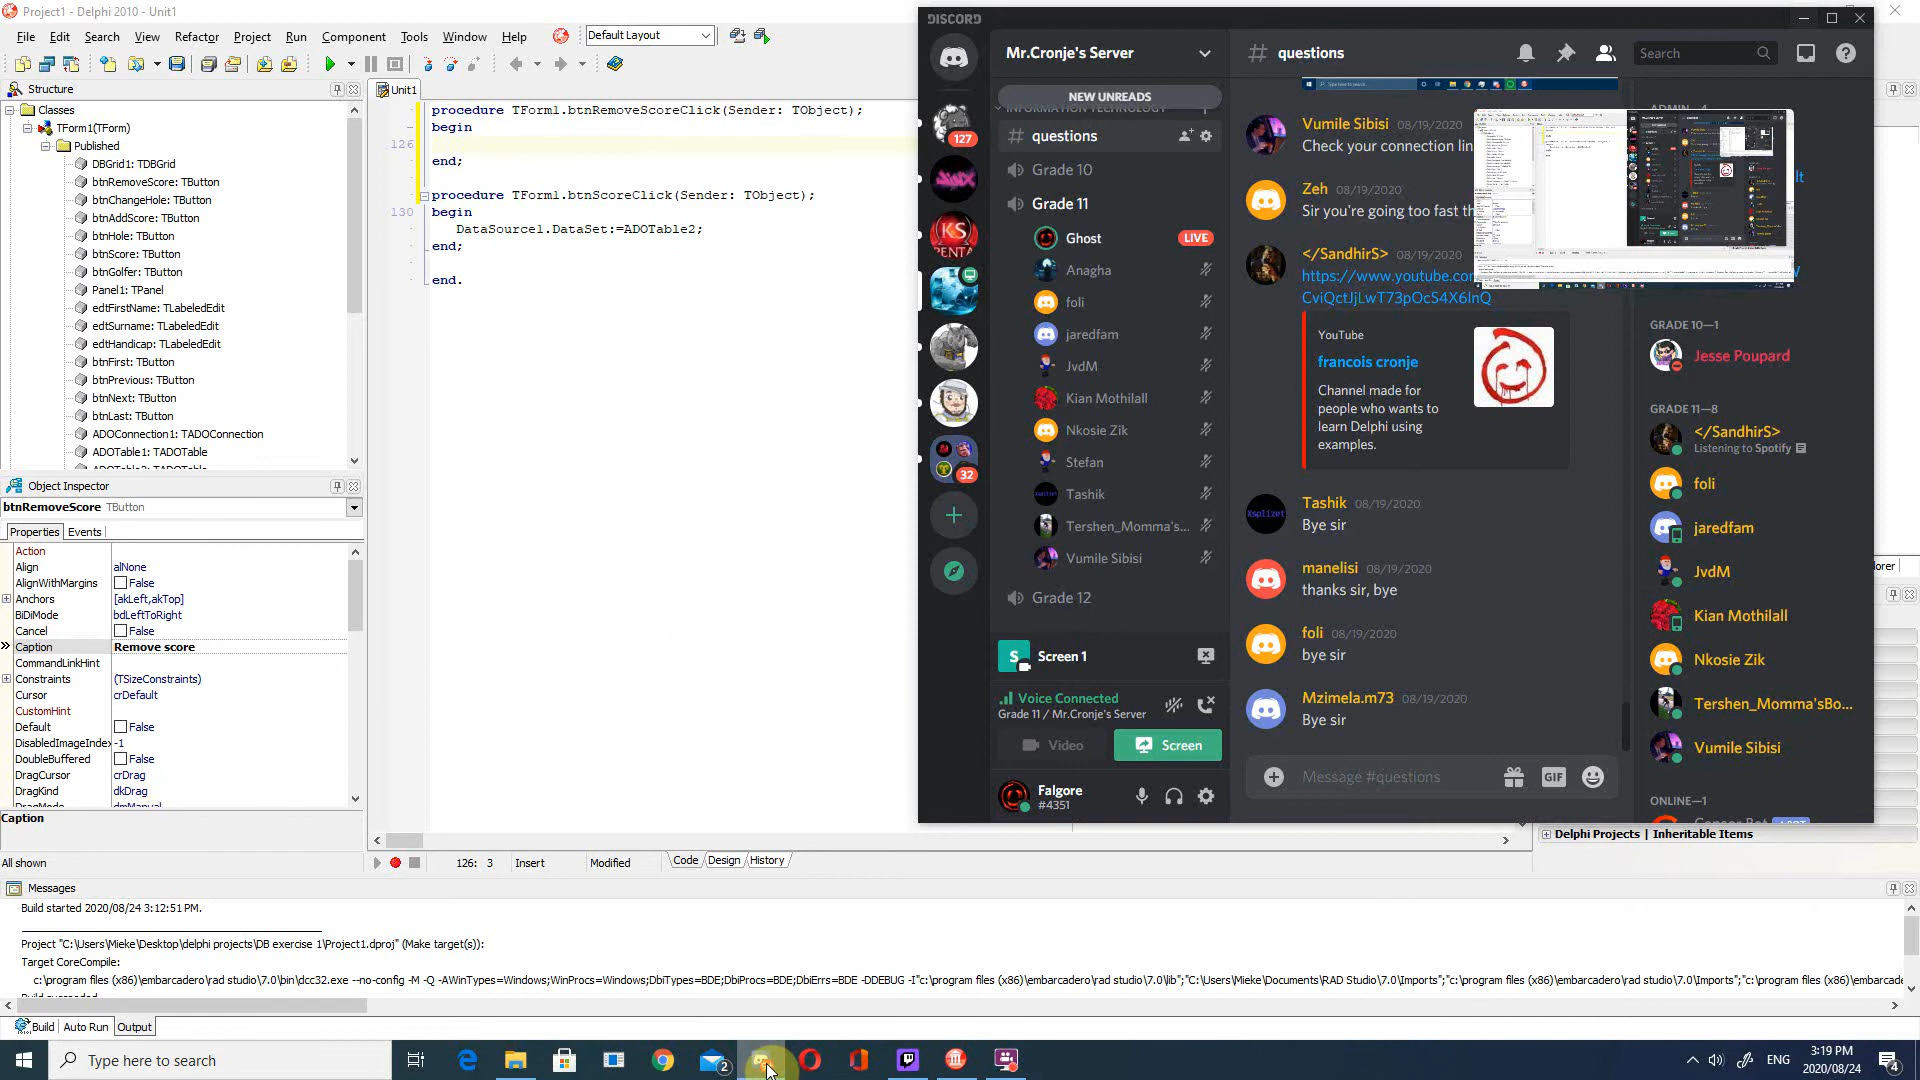 Project1 - Delphi 2010 - Unit1
File Edit Search View Refactor Project Run Component Tools Window Help
Default Layout
Structure
Classes
TForm1(TForm)
Published
DBGrid1: TDBGrid
btnRemoveScore: TButton
btnChangeHole: TButton
btnAddScore: TButton
btnHole: TButton
btnScore: TButton
btnGolfer: TButton
Panel1: TPanel
edtFirstName: TLabeledEdit
edtSurname: TLabeledEdit
edtHandicap: TLabeledEdit
btnFirst: TButton
btnPrevious: TButton
btnNext: TButton
btnLast: TButton
ADOConnection1: TADOConnection
ADOTable1: TADOTable
ADOTable2: TADOTable
Object Inspector
btnRemoveScore TButton
Properties Events
Action
Align alNone
AlignWithMargins False
Anchors [akLeft,akTop]
BiDiMode bdLeftToRight
Cancel False
Caption Remove score
CommandLinkHint
Constraints (TSizeConstraints)
Cursor crDefault
CustomHint
Default False
DisabledImageIndex -1
DoubleBuffered False
DragCursor crDrag
DragKind dkDrag
DragMode dmManual
Caption
All shown
Unit1
procedure TForm1.btnRemoveScoreClick(Sender: TObject);
begin
126
end;
procedure TForm1.btnScoreClick(Sender: TObject);
130 begin
DataSource1.DataSet:=ADOTable2;
end;
end.
126: 3 Insert Modified Code Design History
DISCORD
Mr.Cronje's Server
NEW UNREADS
INFORMATION TECHNOLOGY
# questions
Grade 10
Grade 11
Ghost LIVE
Anagha
foli
jaredfam
JvdM
Kian Mothilall
Nkosie Zik
Stefan
Tashik
Tershen_Momma's...
Vumile Sibisi
Grade 12
127
KS
PENTA
32
S Screen 1
Voice Connected
Grade 11 / Mr.Cronje's Server
Video Screen
Falgore
#4351
# questions
Search
Vumile Sibisi 08/19/2020
Check your connection lin
Zeh 08/19/2020
Sir you're going too fast th
</SandhirS> 08/19/2020
https://www.youtube.co
CviQctJjLwT73pOcS4X6InQ
YouTube
francois cronje
Channel made for
people who wants to
learn Delphi using
examples.
Xsplizet
Tashik 08/19/2020
Bye sir
manelisi 08/19/2020
thanks sir, bye
foli 08/19/2020
bye sir
Mzimela.m73 08/19/2020
Bye sir
Message #questions
GIF
GRADE 10—1
Jesse Poupard
GRADE 11—8
</SandhirS>
Listening to Spotify
foli
jaredfam
JvdM
Kian Mothilall
Nkosie Zik
Tershen_Momma'sBo...
Vumile Sibisi
ONLINE—1
Delphi Projects | Inheritable Items
Messages
Build started 2020/08/24 3:12:51 PM.
Project "C:\Users\Mieke\Desktop\delphi projects\DB exercise 1\Project1.dproj" (Make target(s)):
Target CoreCompile:
c:\program files (x86)\embarcadero\rad studio\7.0\bin\dcc32.exe --no-config -M -Q -AWinTypes=Windows;WinProcs=Windows;DbiTypes=BDE;DbiProcs=BDE;DbiErrs=BDE -DDEBUG -I"c:\program files (x86)\embarcadero\rad studio\7.0\lib";"C:\Users\Mieke\Documents\RAD Studio\7.0\Imports";"c:\program files (x86)\embarcadero\rad studio\7.0\Imports";"c:\program files (x86)\embarcade
Build succeeded
Build Auto Run Output
Type here to search
2
ENG
3:19 PM
2020/08/24
4